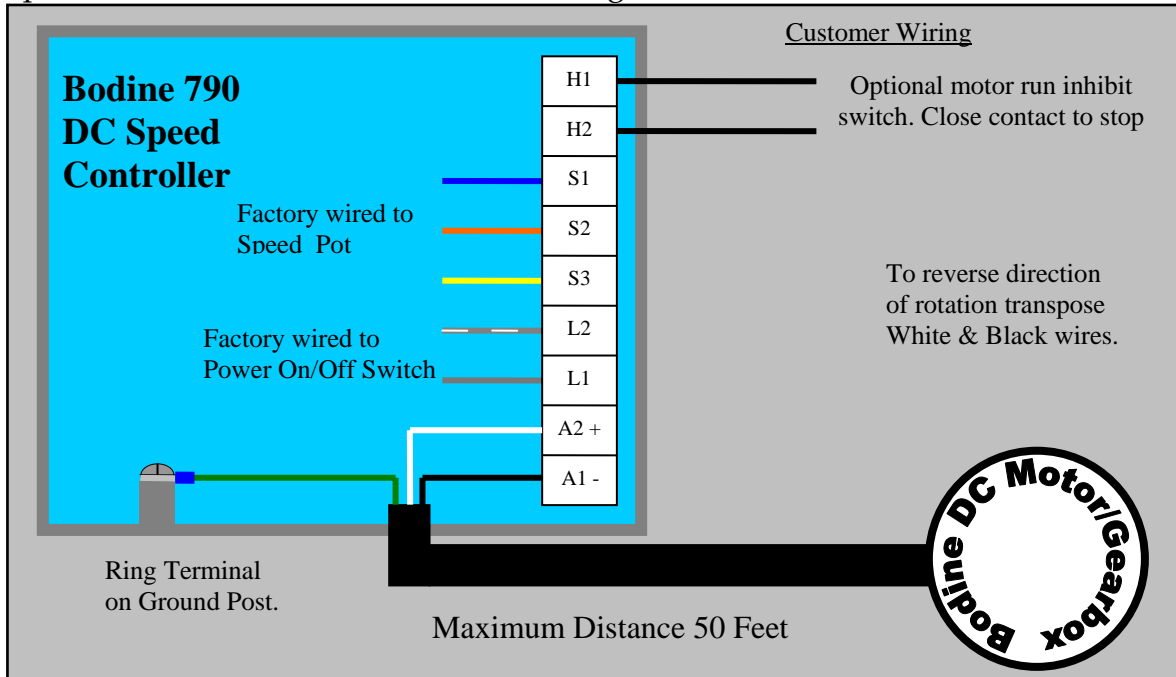 Customer Wiring
Bodine 790
DC Speed
Controller
H1
H2
S1
S2
S3
L2
L1
A2 +
A1 -
Optional motor run inhibit
switch. Close contact to stop
Factory wired to
Speed Pot
Factory wired to
Power On/Off Switch
To reverse direction
of rotation transpose
White & Black wires.
Ring Terminal
on Ground Post.
Maximum Distance 50 Feet
Bodine DC Motor/Gearbox